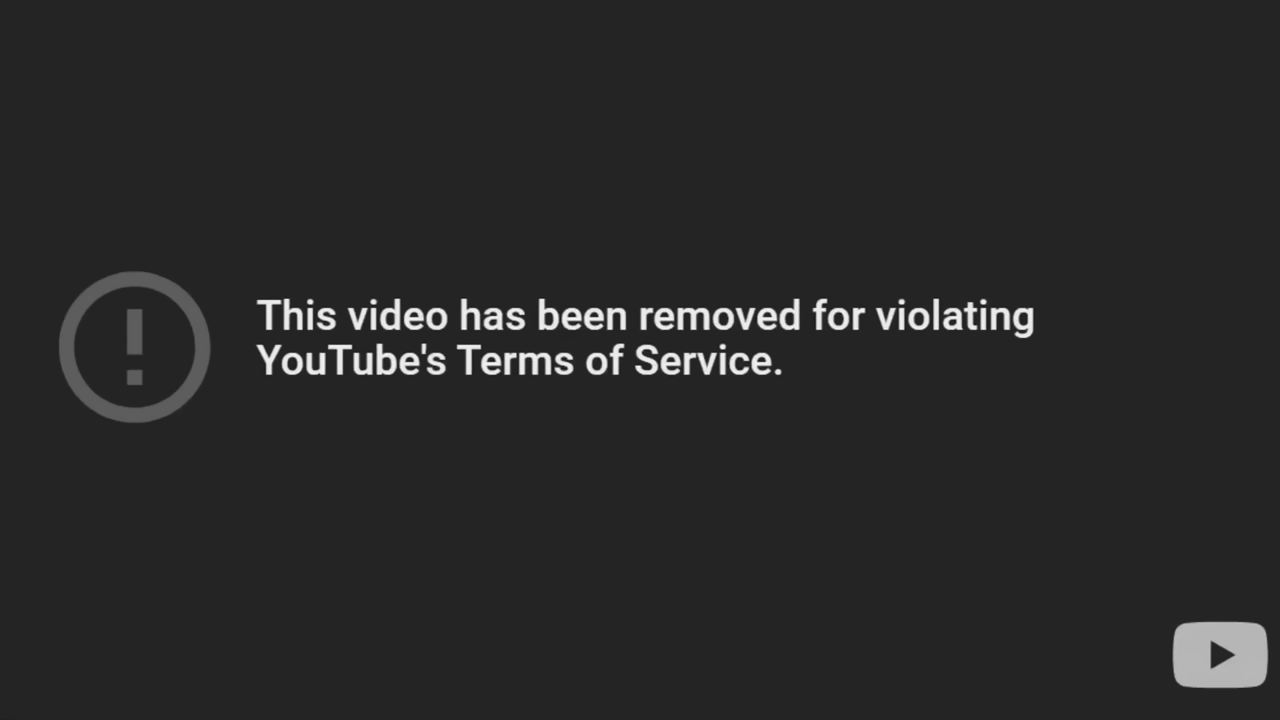 This video has been removed for violating
YouTube's Terms of Service.